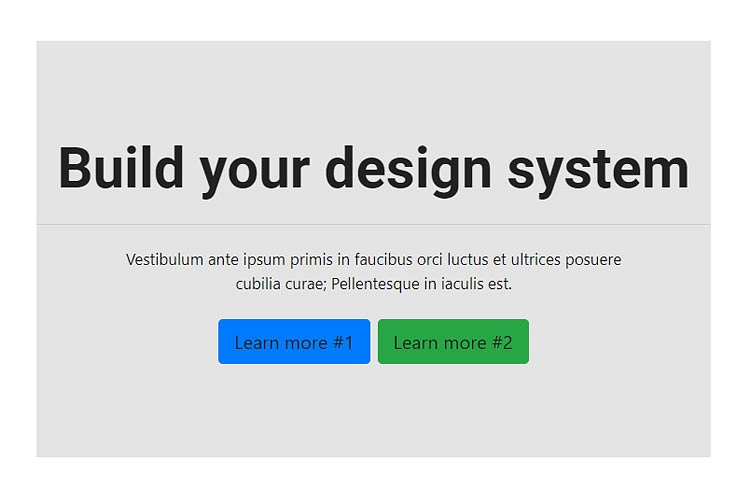 Build your design system
Vestibulum ante ipsum primis in faucibus orci luctus et ultrices posuere
cubilia curae; Pellentesque in iaculis est.
Learn more #1
Learn more #2